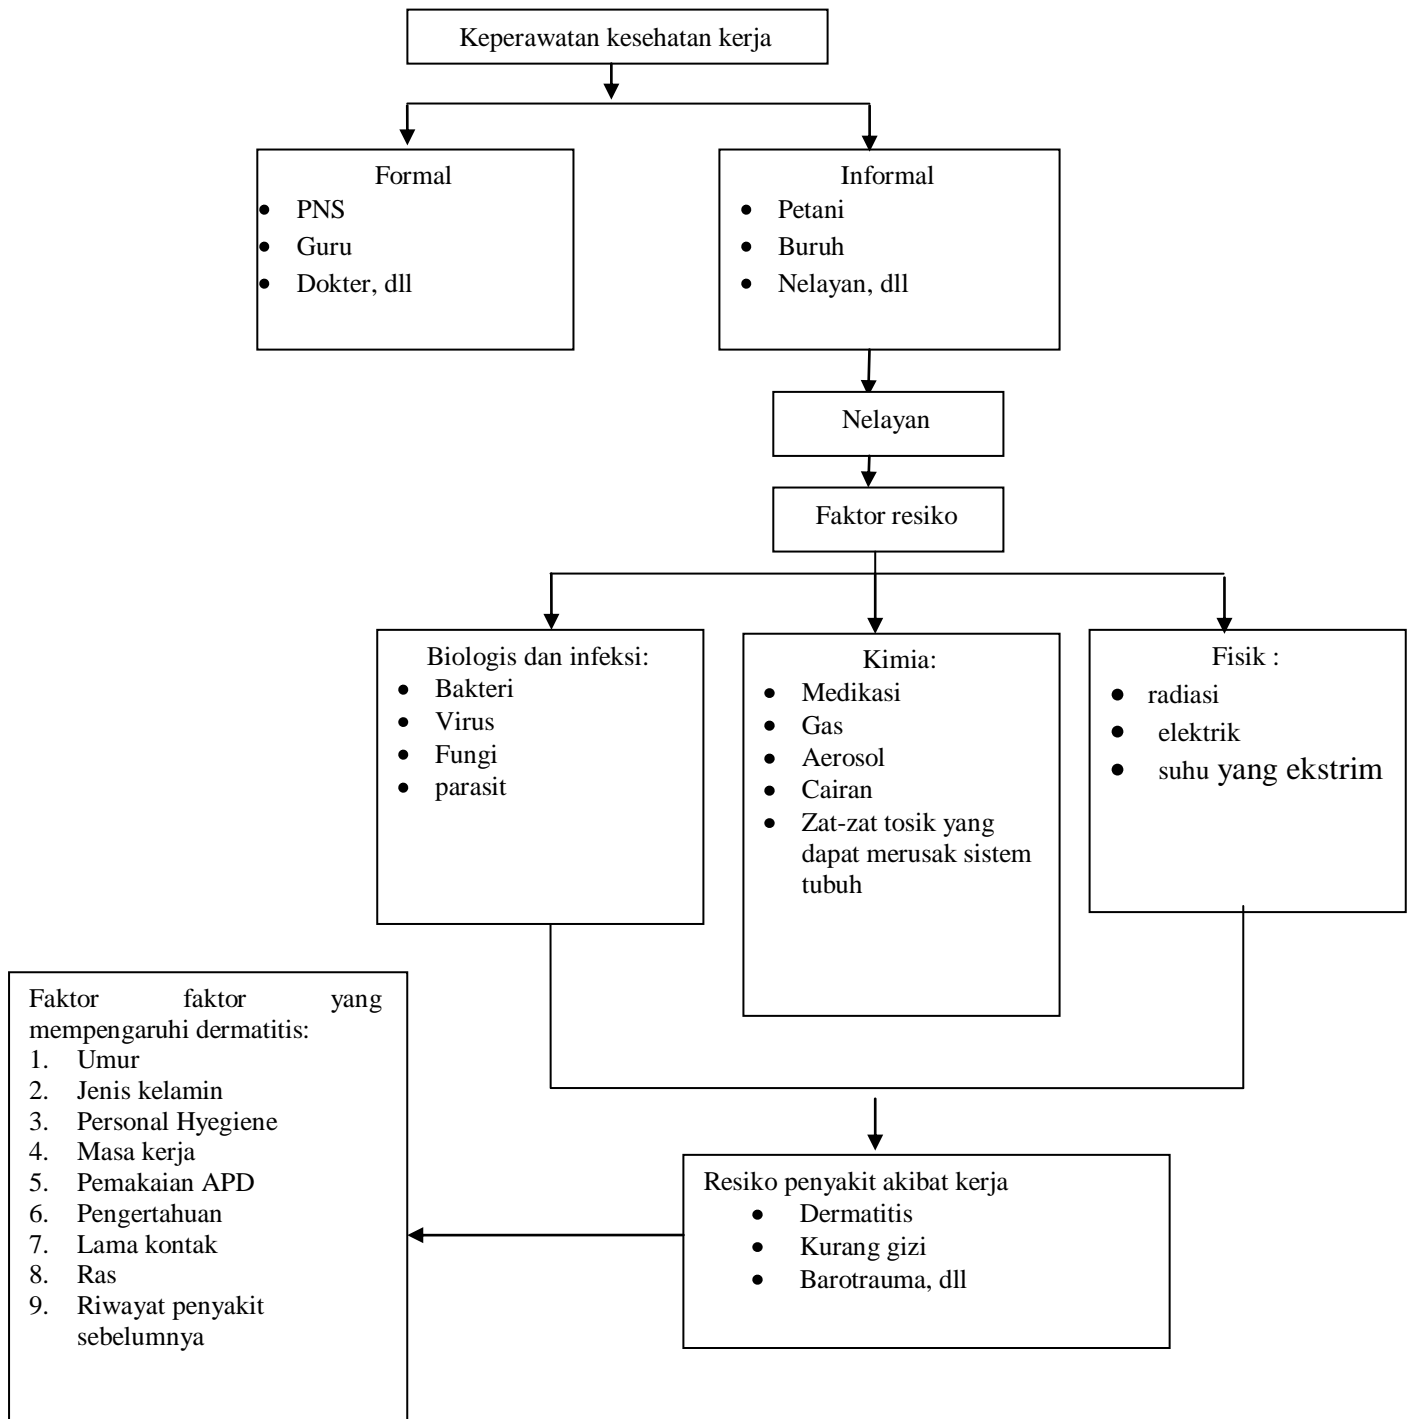 Keperawatan kesehatan kerja
Formal
• PNS
• Guru
• Dokter, dll
Informal
• Petani
• Buruh
• Nelayan, dll
Nelayan
Faktor resiko
Biologis dan infeksi:
• Bakteri
• Virus
• Fungi
• parasit
Kimia:
• Medikasi
• Gas
• Aerosol
• Cairan
• Zat-zat tosik yang
dapat merusak sistem
tubuh
Fisik :
• radiasi
• elektrik
• suhu yang ekstrim
Faktor faktor yang
mempengaruhi dermatitis:
1. Umur
2. Jenis kelamin
3. Personal Hyegiene
4. Masa kerja
5. Pemakaian APD
6. Pengertahuan
7. Lama kontak
8. Ras
9. Riwayat penyakit
sebelumnya
Resiko penyakit akibat kerja
• Dermatitis
• Kurang gizi
• Barotrauma, dll